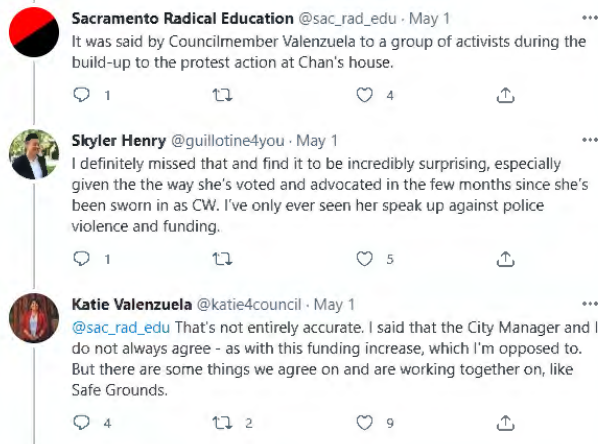 Sacramento Radical Education @sac_rad_edu · May 1
It was said by Councilmember Valenzuela to a group of activists during the
build-up to the protest action at Chan's house.
1 4
Skyler Henry @guillotine4you · May 1
I definitely missed that and find it to be incredibly surprising, especially
given the the way she's voted and advocated in the few months since she's
been sworn in as CW. I've only ever seen her speak up against police
violence and funding.
1 5
Katie Valenzuela @katie4council · May 1
@sac_rad_edu That's not entirely accurate. I said that the City Manager and I
do not always agree - as with this funding increase, which I'm opposed to.
But there are some things we agree on and are working together on, like
Safe Grounds.
4 2 9